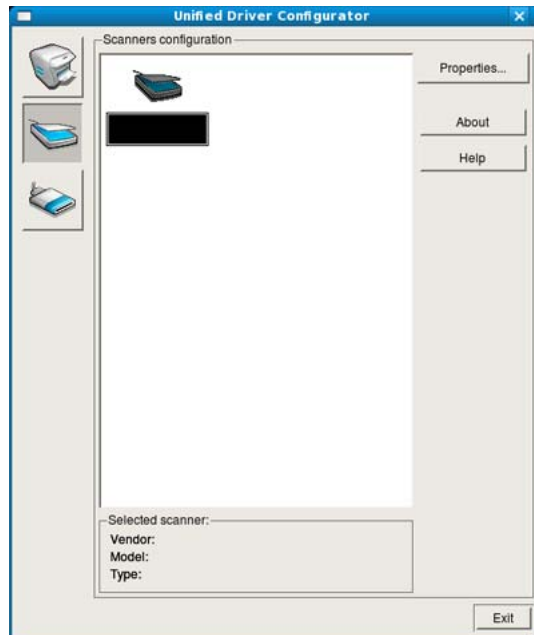 Unified Driver Configurator
Scanners configuration
Properties...
About
Help
Selected scanner:
Vendor:
Model:
Type:
Exit